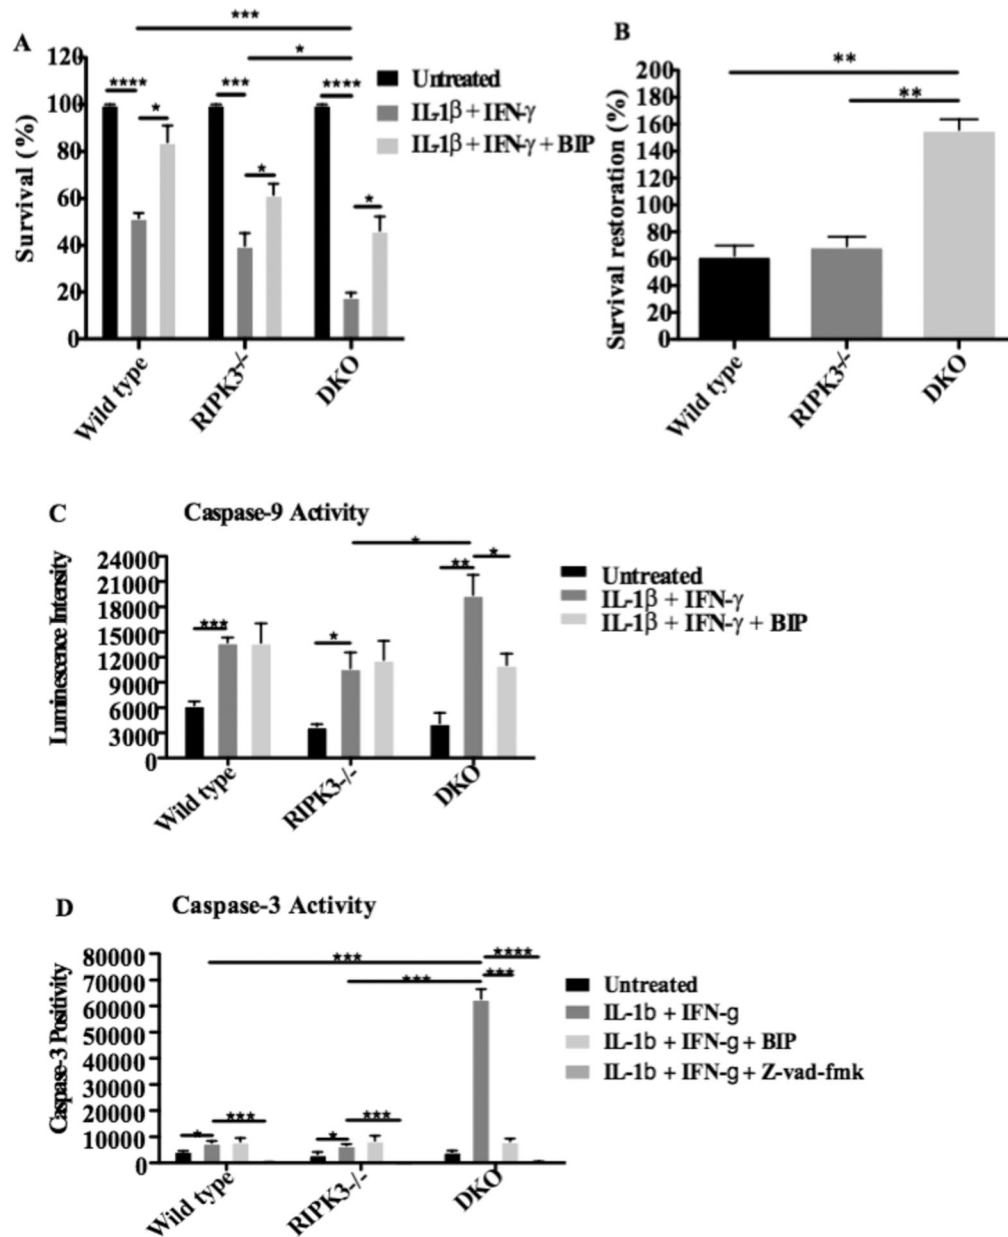 A
Survival (%)
120
100
80
60
40
20
0
***
*
****
*
***
*
****
*
Untreated
IL-1β + IFN-γ
IL-1β + IFN-γ + BIP
Wild type
RIPK3-/-
DKO
B
Survival restoration (%)
200
180
160
140
120
100
80
60
40
20
0
**
**
Wild type
RIPK3-/-
DKO
C
Caspase-9 Activity
Luminescence Intensity
24000
21000
18000
15000
12000
9000
6000
3000
0
***
*
*
**
*
Untreated
IL-1β + IFN-γ
IL-1β + IFN-γ + BIP
Wild type
RIPK3-/-
DKO
D
Caspase-3 Activity
Caspase-3 Positivity
80000
70000
60000
50000
40000
30000
20000
10000
0
***
***
****
***
*
***
*
***
Untreated
IL-1b + IFN-g
IL-1b + IFN-g + BIP
IL-1b + IFN-g + Z-vad-fmk
Wild type
RIPK3-/-
DKO